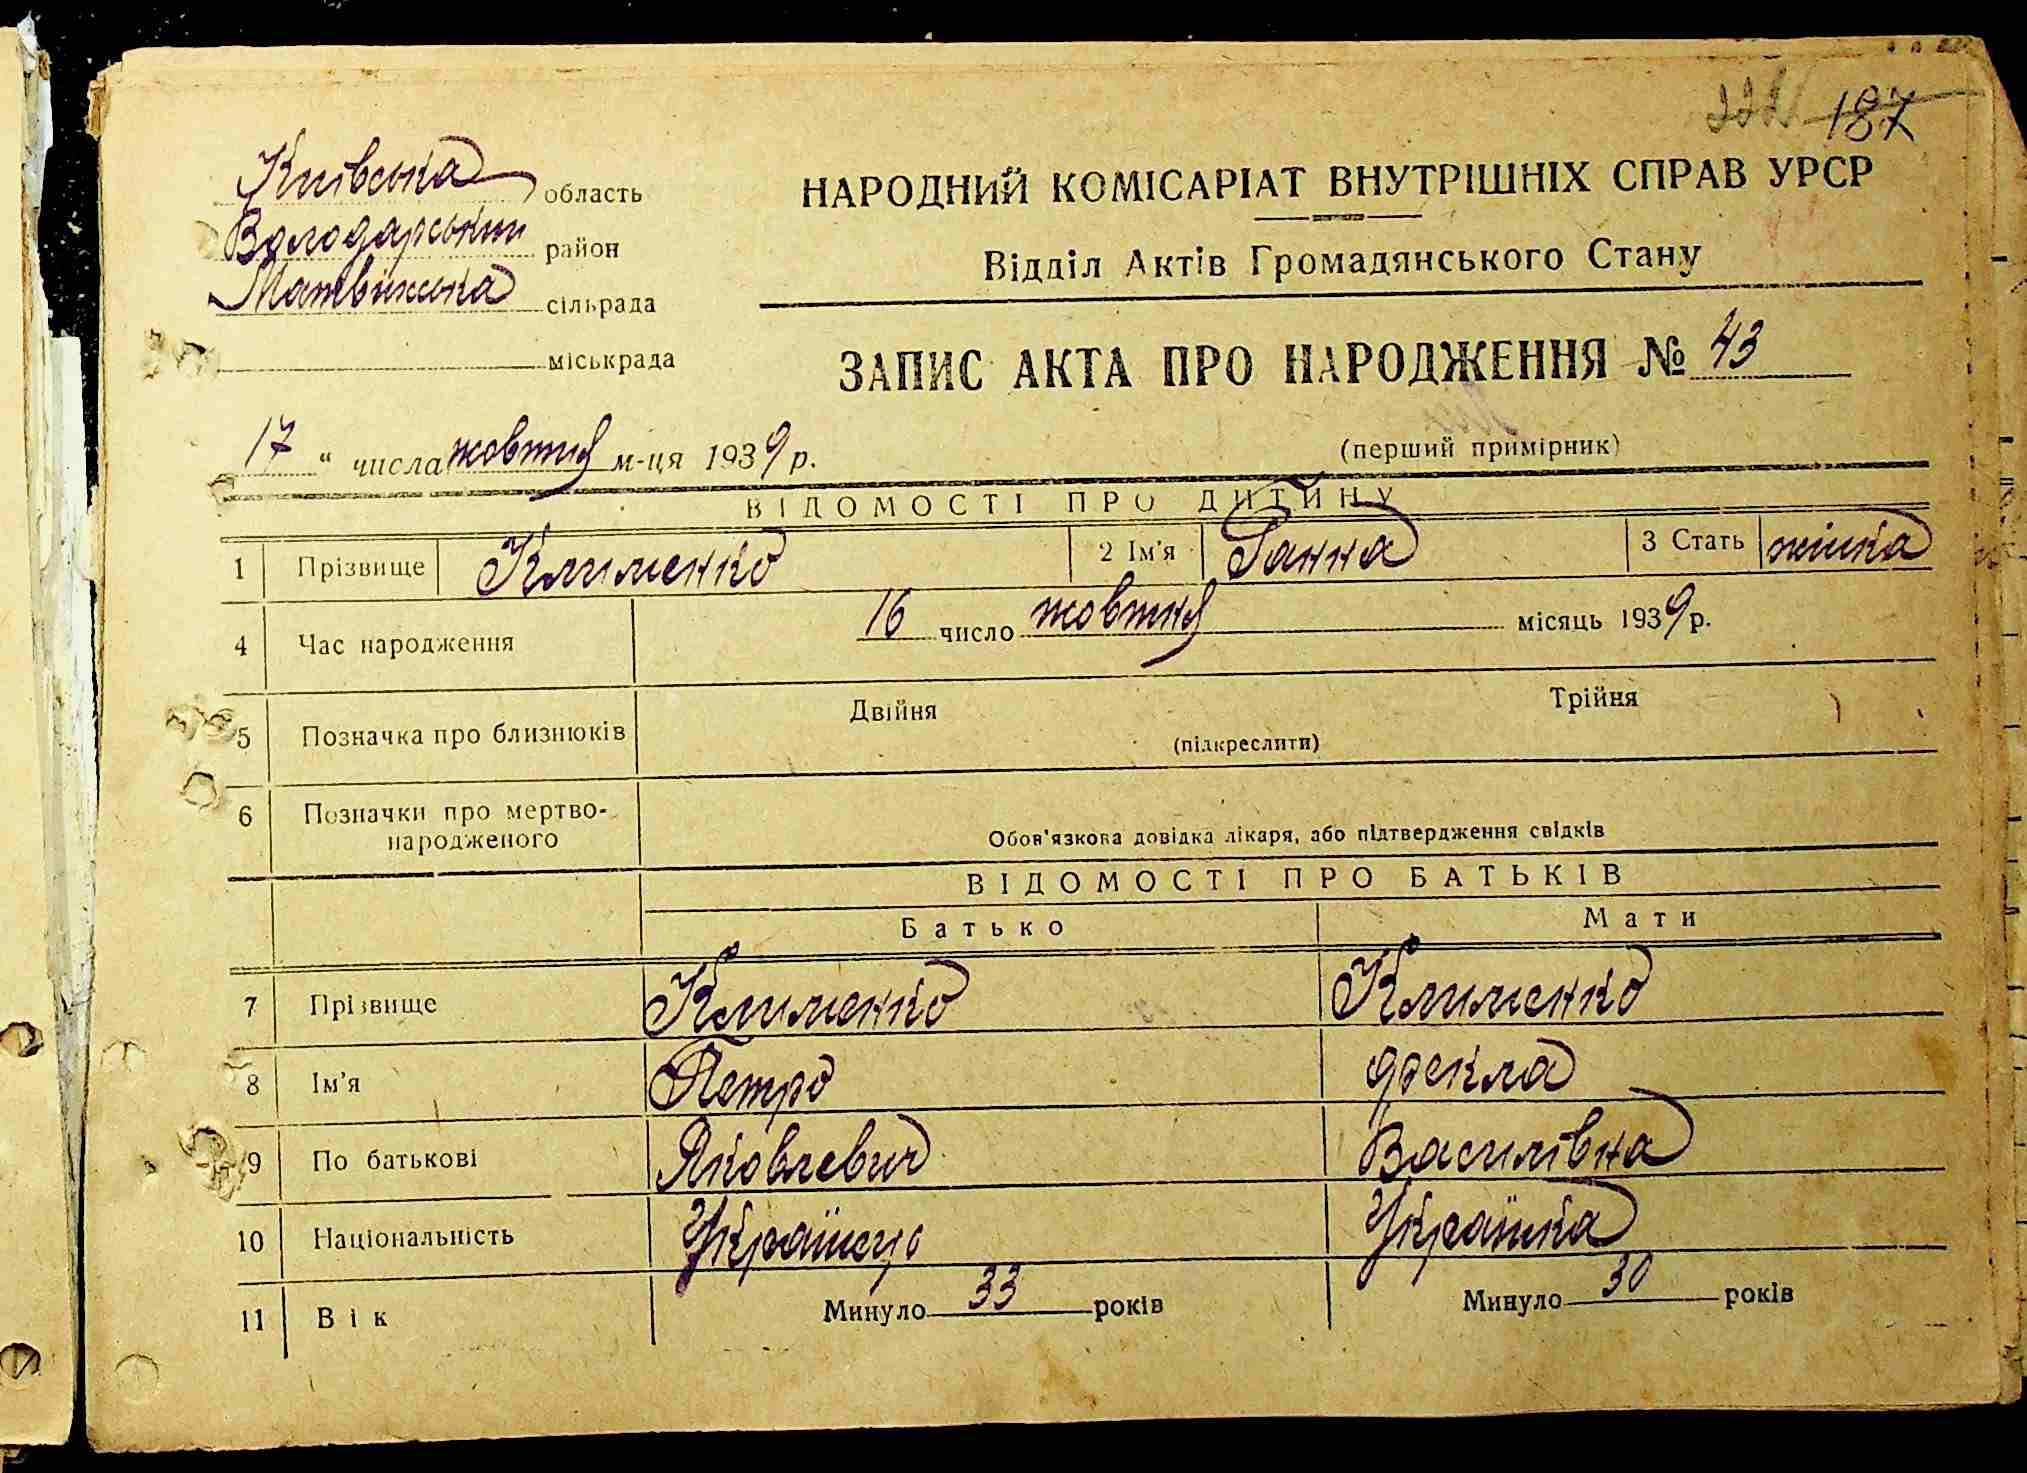 187
Київська область
Володарський район
Матвіїська сільрада
міськрада
НАРОДНИЙ КОМІСАРІАТ ВНУТРІШНІХ СПРАВ УРСР
Відділ Актів Громадянського Стану
ЗАПИС АКТА ПРО НАРОДЖЕННЯ № 43
17 " числа жовтня м-ця 1939 р.
(перший примірник)
ВІДОМОСТІ ПРО ДИТИНУ
1 Прізвище Клименко 2 Ім'я Ганна 3 Стать жінка
4 Час народження 16 число жовтня місяць 1939 р.
5 Позначка про близнюків Двійня Трійня
(підкреслити)
6 Позначки про мертво-
народженого
Обов'язкова довідка лікаря, або підтвердження свідків
ВІДОМОСТІ ПРО БАТЬКІВ
Батько Мати
7 Прізвище Клименко Клименко
8 Ім'я Петро Фекла
9 По батькові Яковлевич Василівна
10 Національність Українець Українка
11 Вік Минуло 33 років Минуло 30 років